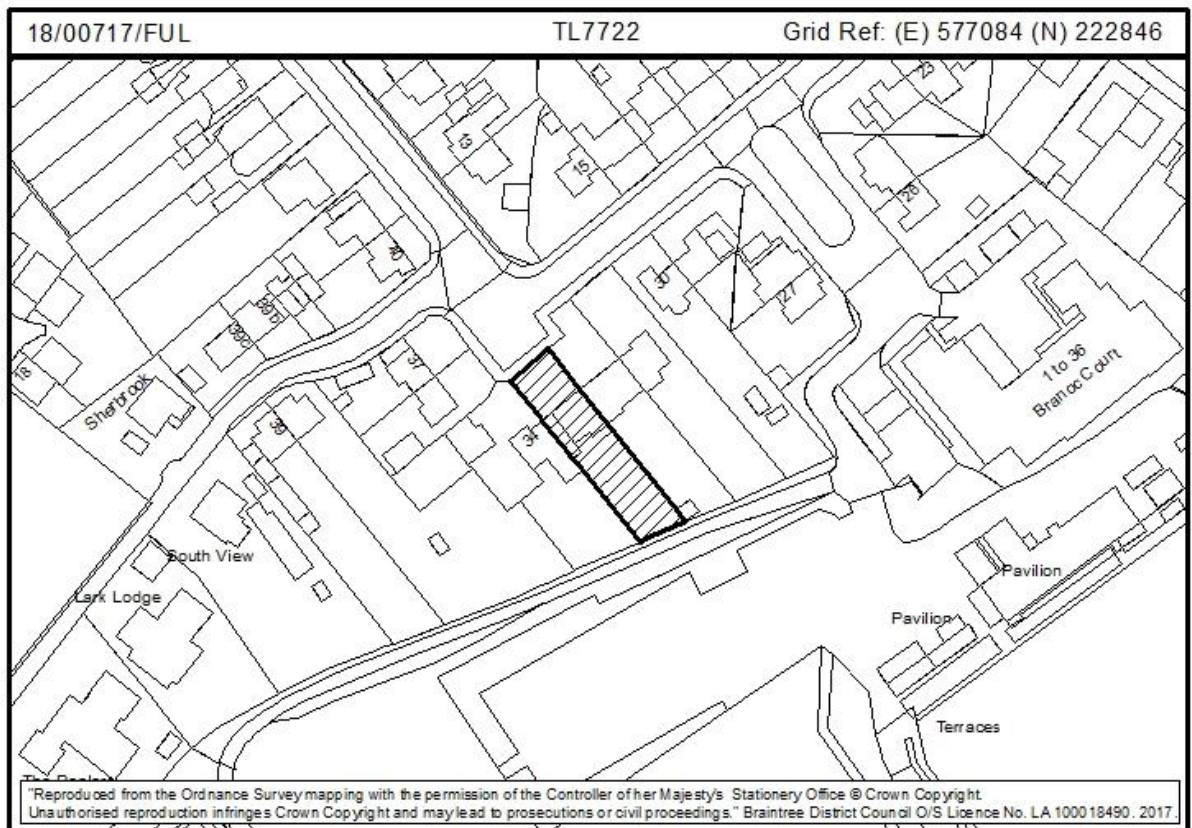 18/00717/FUL TL7722 Grid Ref: (E) 577084 (N) 222846
23
13
15
26
40
30
39b
39c
27
37
18
Sherbrook
1 to 36
Branoc Court
34
39
South View
Pavilion
Lark Lodge
Pavilion
Terraces
"Reproduced from the Ordnance Survey mapping with the permission of the Controller of her Majesty's Stationery Office © Crown Copyright.
Unauthorised reproduction infringes Crown Copyright and may lead to prosecutions or civil proceedings." Braintree District Council O/S Licence No. LA 100018490. 2017.